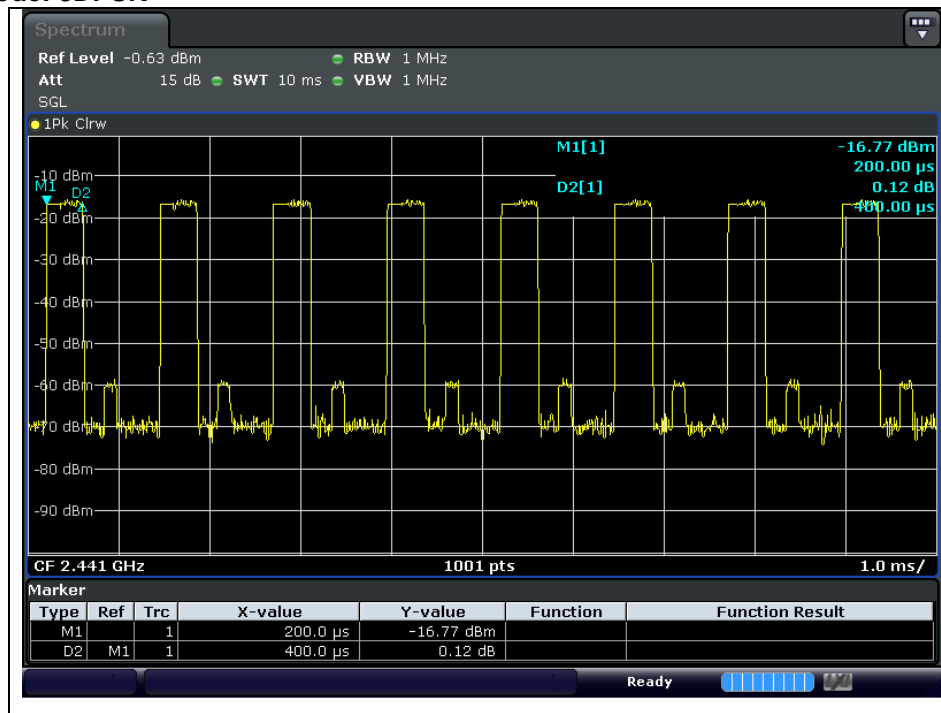 Spectrum
Ref Level -0.63 dBm RBW 1 MHz
Att 15 dB SWT 10 ms VBW 1 MHz
SGL
1Pk Clrw
M1[1] -16.77 dBm
200.00 µs
D2[1] 0.12 dB
400.00 µs
-10 dBm
M1 D2
-20 dBm
-30 dBm
-40 dBm
-50 dBm
-60 dBm
-70 dBm
-80 dBm
-90 dBm
CF 2.441 GHz 1001 pts 1.0 ms/
Marker
Type Ref Trc X-value Y-value Function Function Result
M1 1 200.0 µs -16.77 dBm
D2 M1 1 400.0 µs 0.12 dB
Ready